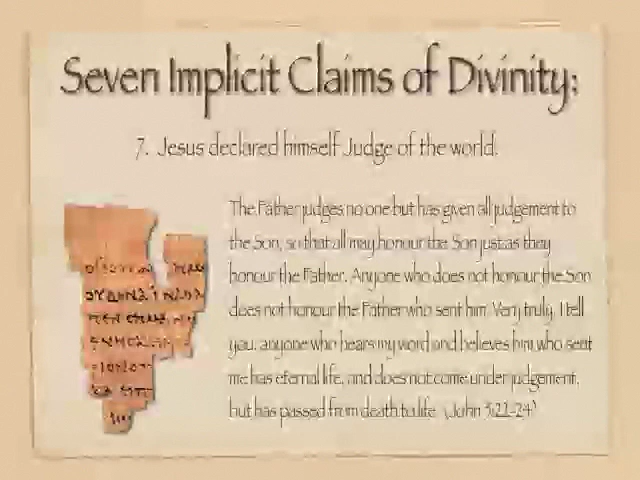 Seven Implicit Claims of Divinity:
7. Jesus declared himself Judge of the world.
The Father judges no one but has given all judgement to
the Son, so that all may honour the Son just as they
honour the Father. Anyone who does not honour the Son
does not honour the Father who sent him. Very truly, I tell
you, anyone who hears my word and believes him who sent
me has eternal life, and does not come under judgement,
but has passed from death to life. (John 5:22-24)